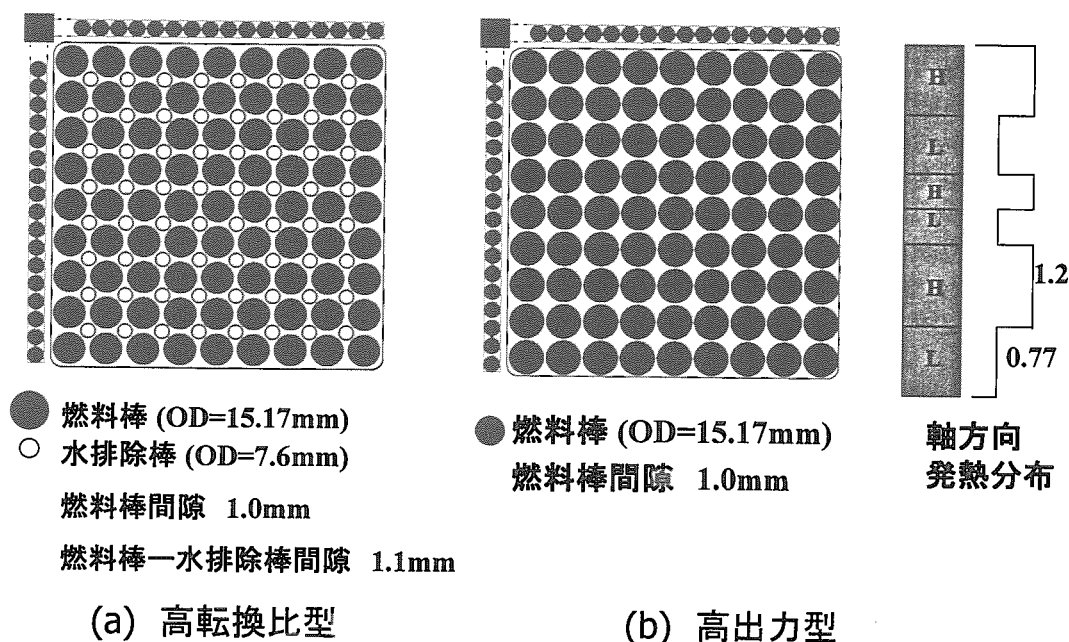 燃料棒 (OD=15.17mm)
水排除棒 (OD=7.6mm)
燃料棒間隙 1.0mm
燃料棒—水排除棒間隙 1.1mm
(a) 高転換比型
燃料棒 (OD=15.17mm)
燃料棒間隙 1.0mm
(b) 高出力型
H
L
H
L
H
L
1.2
0.77
軸方向
発熱分布